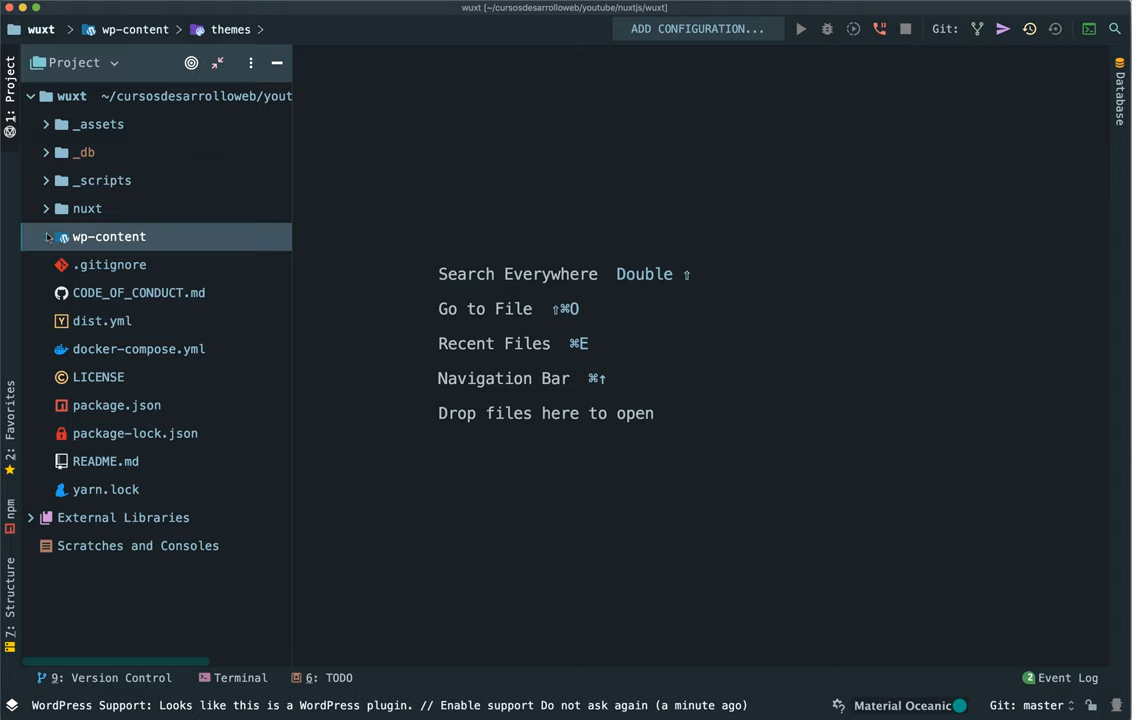 wuxt [~/cursosdesarrolloweb/youtube/nuxtjs/wuxt]
wuxt wp-content themes ADD CONFIGURATION... Git:
Project
wuxt ~/cursosdesarrolloweb/yout
_assets
_db
_scripts
nuxt
wp-content
.gitignore
CODE_OF_CONDUCT.md
dist.yml
docker-compose.yml
LICENSE
package.json
package-lock.json
README.md
yarn.lock
External Libraries
Scratches and Consoles
1: Project
2: Favorites
npm
7: Structure
Search Everywhere Double ⇧
Go to File ⇧⌘O
Recent Files ⌘E
Navigation Bar ⌘↑
Drop files here to open
Database
9: Version Control Terminal 6: TODO 2 Event Log
WordPress Support: Looks like this is a WordPress plugin. // Enable support Do not ask again (a minute ago) Material Oceanic Git: master